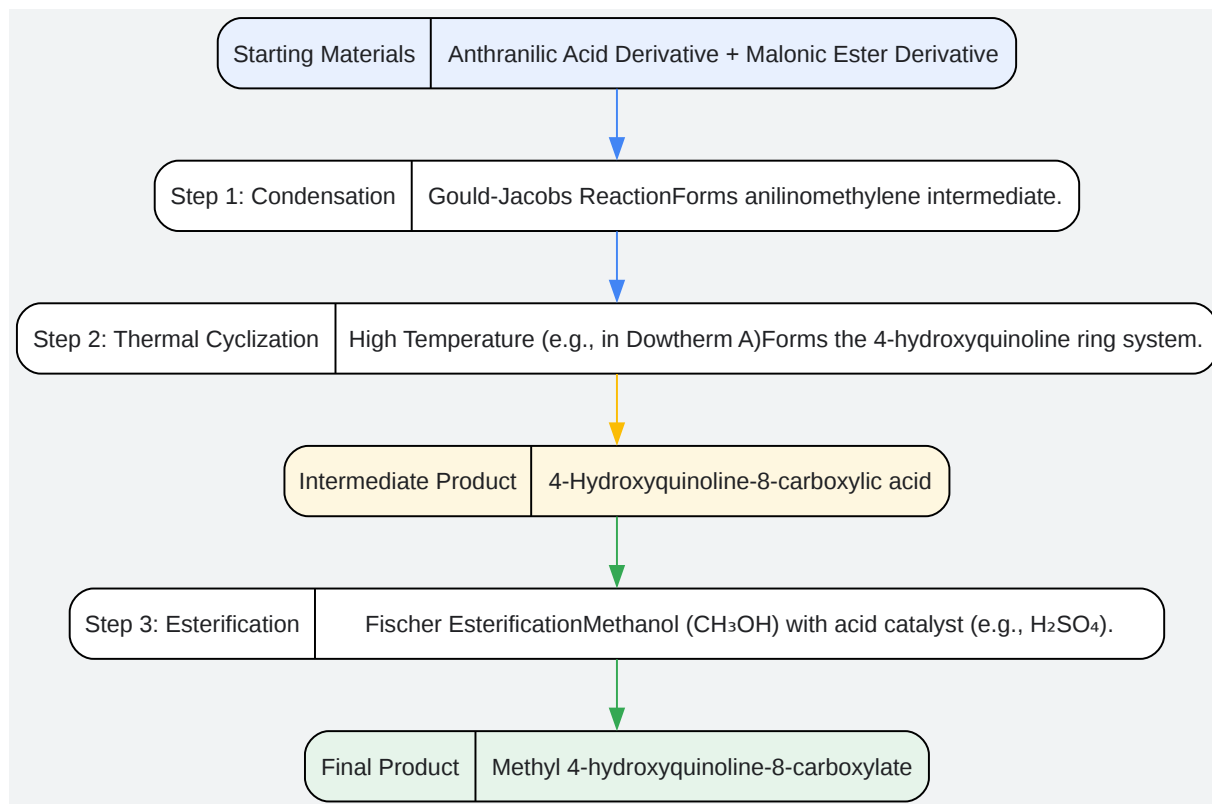 Starting Materials Anthranilic Acid Derivative + Malonic Ester Derivative
Step 1: Condensation Gould-Jacobs ReactionForms anilinomethylene intermediate.
Step 2: Thermal Cyclization High Temperature (e.g., in Dowtherm A)Forms the 4-hydroxyquinoline ring system.
Intermediate Product 4-Hydroxyquinoline-8-carboxylic acid
Step 3: Esterification Fischer EsterificationMethanol (CH₃OH) with acid catalyst (e.g., H₂SO₄).
Final Product Methyl 4-hydroxyquinoline-8-carboxylate